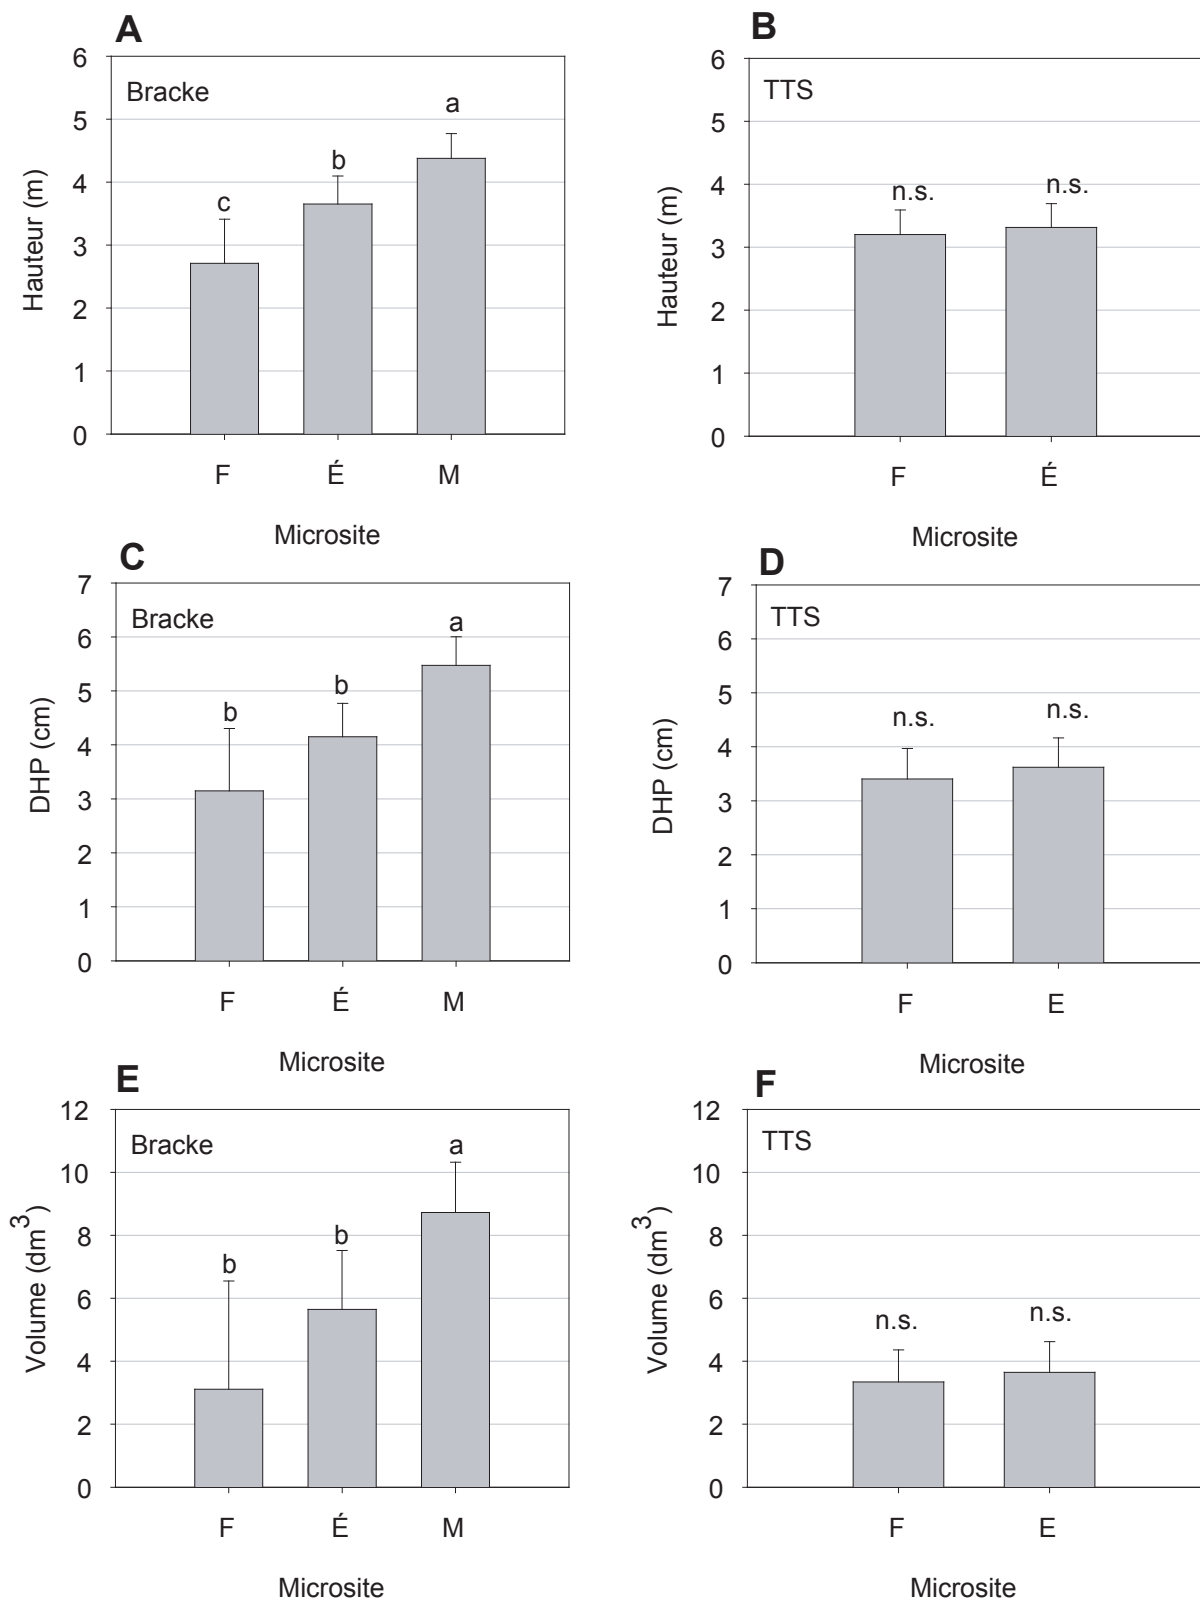 A
6
Bracke
5
4
3
2
1
0
Hauteur (m)
c
b
a
F
É
M
Microsite
B
6
TTS
5
4
3
2
1
0
Hauteur (m)
n.s.
n.s.
F
É
Microsite
C
7
Bracke
6
5
4
3
2
1
0
DHP (cm)
b
b
a
F
É
M
Microsite
D
7
TTS
6
5
4
3
2
1
0
DHP (cm)
n.s.
n.s.
F
E
Microsite
E
12
Bracke
10
8
6
4
2
0
Volume (dm³)
b
b
a
F
É
M
Microsite
F
12
TTS
10
8
6
4
2
0
Volume (dm³)
n.s.
n.s.
F
E
Microsite